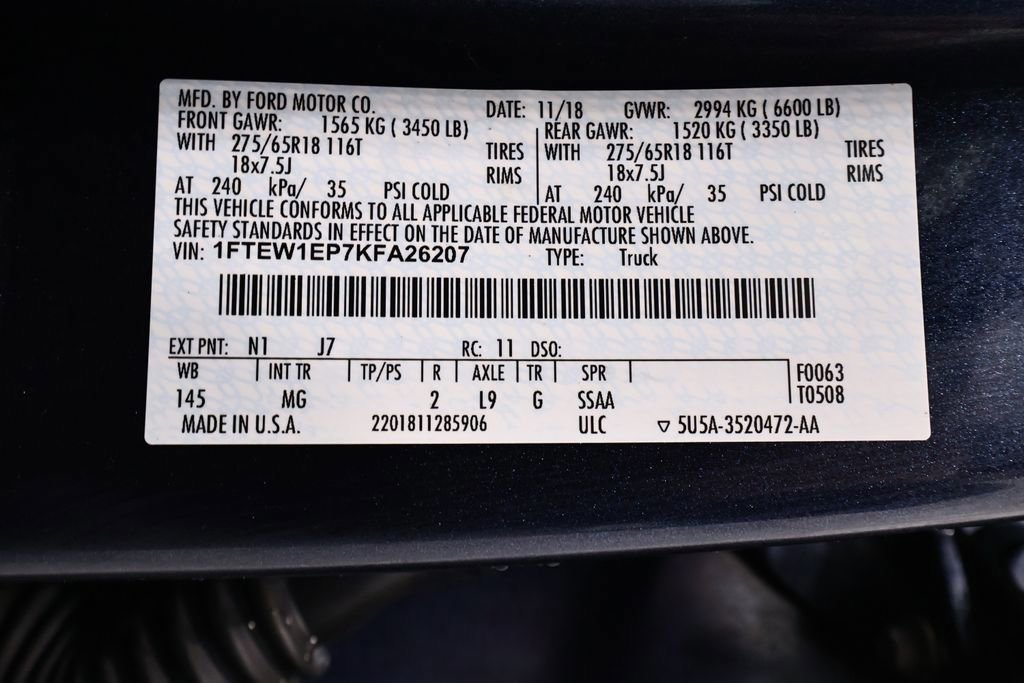 MFD. BY FORD MOTOR CO. DATE: 11/18 GVWR: 2994 KG ( 6600 LB)
FRONT GAWR: 1565 KG ( 3450 LB) REAR GAWR: 1520 KG ( 3350 LB)
WITH 275/65R18 116T TIRES WITH 275/65R18 116T TIRES
18x7.5J RIMS 18x7.5J RIMS
AT 240 kPa/ 35 PSI COLD AT 240 kPa/ 35 PSI COLD
THIS VEHICLE CONFORMS TO ALL APPLICABLE FEDERAL MOTOR VEHICLE
SAFETY STANDARDS IN EFFECT ON THE DATE OF MANUFACTURE SHOWN ABOVE.
VIN: 1FTEW1EP7KFA26207 TYPE: Truck
EXT PNT: N1 J7 RC: 11 DSO:
WB INT TR TP/PS R AXLE TR SPR F0063
145 MG 2 L9 G SSAA T0508
MADE IN U.S.A. 2201811285906 ULC ▽ 5U5A-3520472-AA